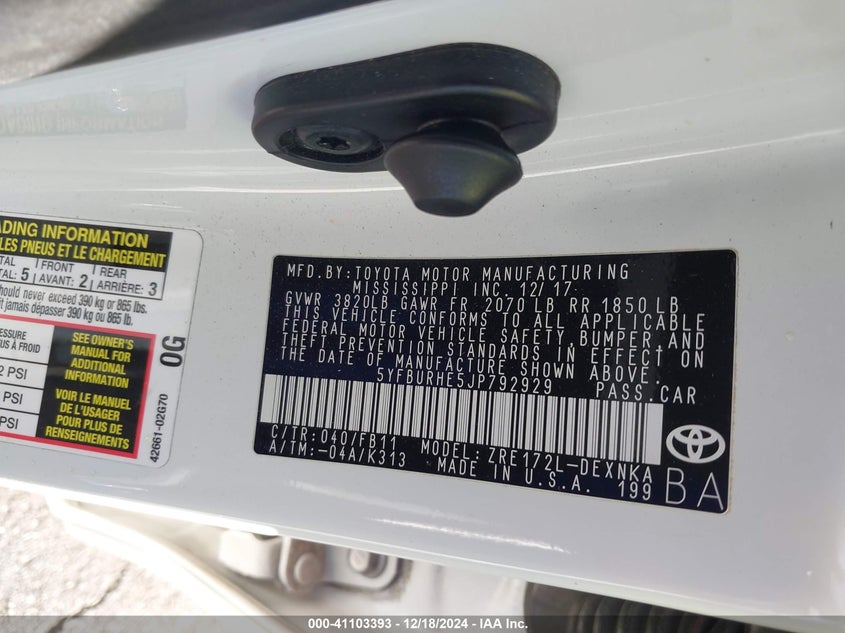 MFD.BY:TOYOTA MOTOR MANUFACTURING
MISSISSIPPI INC. 12/17
GVWR 3820LB GAWR FR 2070 LB RR 1850 LB
THIS VEHICLE CONFORMS TO ALL APPLICABLE
FEDERAL MOTOR VEHICLE SAFETY, BUMPER, AND
THEFT PREVENTION STANDARDS IN EFFECT ON
THE DATE OF MANUFACTURE SHOWN ABOVE.
5YFBURHE5JP792929 PASS.CAR
C/TR:040/FB11 MODEL:ZRE172L-DEXNKA
A/TM:-04A/K313 MADE IN U.S.A. 199
BA
ADING INFORMATION
LES PNEUS ET LE CHARGEMENT
TAL FRONT REAR
TAL: 5 AVANT: 2 ARRIÈRE: 3
should never exceed 390 kg or 865 lbs.
t jamais dépasser 390 kg ou 865 lb.
ESSURE
US À FROID
2 PSI
PSI
PSI
SEE OWNER'S
MANUAL FOR
ADDITIONAL
INFORMATION
VOIR LE MANUEL
DE L'USAGER
POUR PLUS DE
RENSEIGNEMENTS
0G
42661-02G70
000-41103393 - 12/18/2024 - IAA Inc.